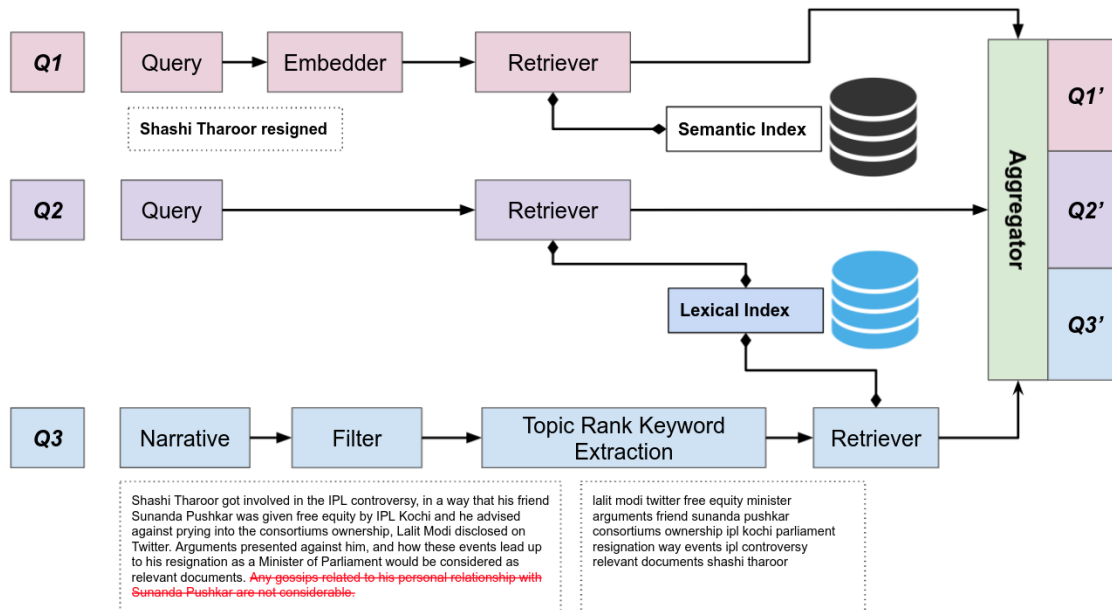 Q1
Query
Embedder
Retriever
Shashi Tharoor resigned
Semantic Index
Q2
Query
Retriever
Lexical Index
Aggregator
Q1’
Q2’
Q3’
Q3
Narrative
Filter
Topic Rank Keyword
Extraction
Retriever
Shashi Tharoor got involved in the IPL controversy, in a way that his friend
Sunanda Pushkar was given free equity by IPL Kochi and he advised
against prying into the consortiums ownership, Lalit Modi disclosed on
Twitter. Arguments presented against him, and how these events lead up
to his resignation as a Minister of Parliament would be considered as
relevant documents. Any gossips related to his personal relationship with
Sunanda Pushkar are not considerable.
lalit modi twitter free equity minister
arguments friend sunanda pushkar
consortiums ownership ipl kochi parliament
resignation way events ipl controversy
relevant documents shashi tharoor